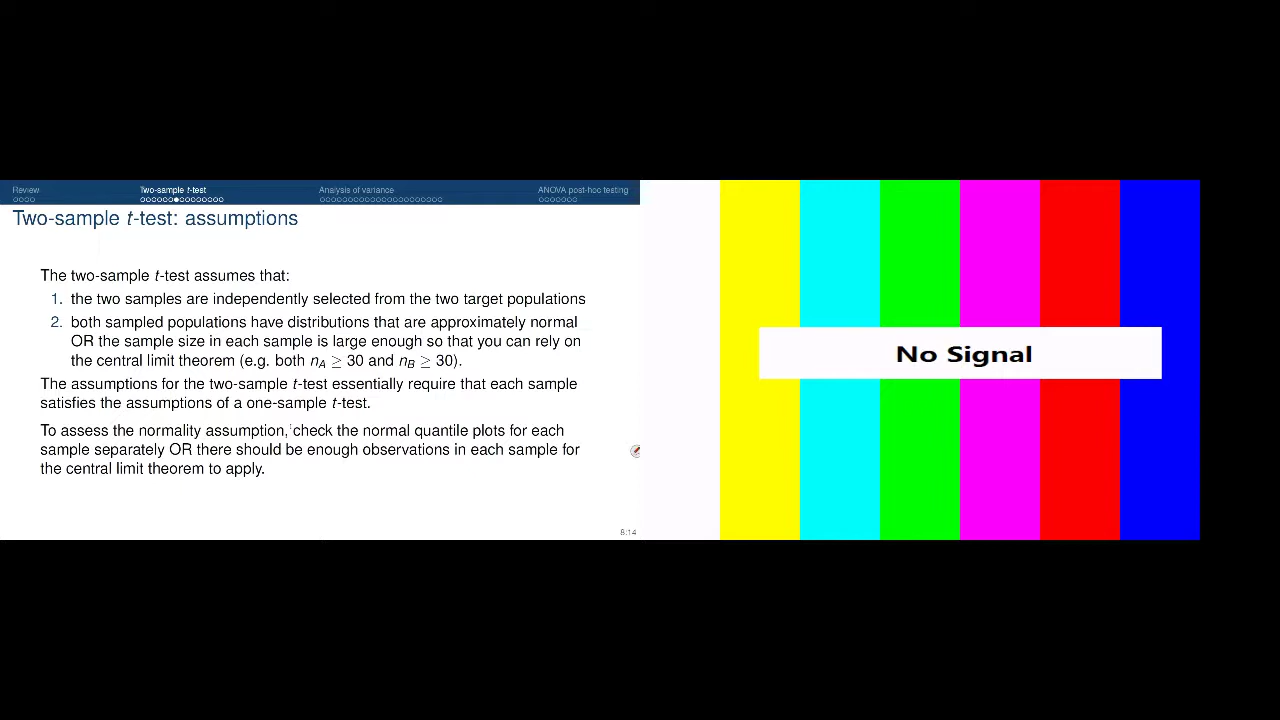 Review
Two-sample t-test
Analysis of variance
ANOVA post-hoc testing
Two-sample t-test: assumptions
The two-sample t-test assumes that:
1. the two samples are independently selected from the two target populations
2. both sampled populations have distributions that are approximately normal
OR the sample size in each sample is large enough so that you can rely on
the central limit theorem (e.g. both nA ≥ 30 and nB ≥ 30).
The assumptions for the two-sample t-test essentially require that each sample
satisfies the assumptions of a one-sample t-test.
To assess the normality assumption, check the normal quantile plots for each
sample separately OR there should be enough observations in each sample for
the central limit theorem to apply.
8:14
No Signal